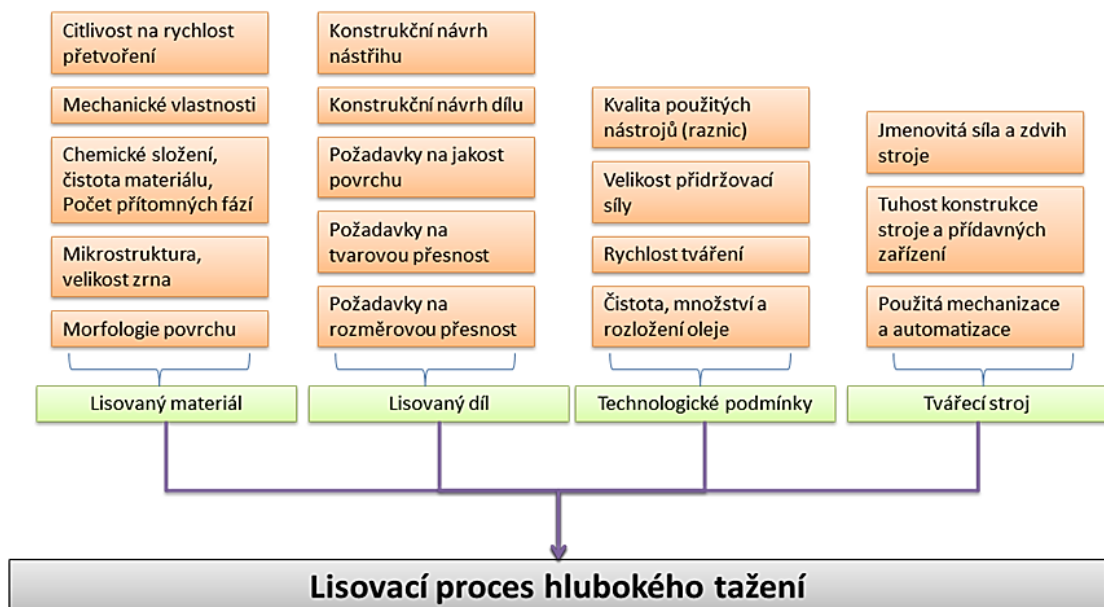 Citlivost na rychlost
přetvoření
Mechanické vlastnosti
Chemické složení,
čistota materiálu,
Počet přítomných fází
Mikrostruktura,
velikost zrna
Morfologie povrchu
Lisovaný materiál
Konstrukční návrh
nástřihu
Konstrukční návrh dílu
Požadavky na jakost
povrchu
Požadavky na
tvarovou přesnost
Požadavky na
rozměrovou přesnost
Lisovaný díl
Kvalita použitých
nástrojů (raznic)
Velikost přidržovací
síly
Rychlost tváření
Čistota, množství a
rozložení oleje
Technologické podmínky
Jmenovitá síla a zdvih
stroje
Tuhost konstrukce
stroje a přídavných
zařízení
Použitá mechanizace
a automatizace
Tvářecí stroj
Lisovací proces hlubokého tažení